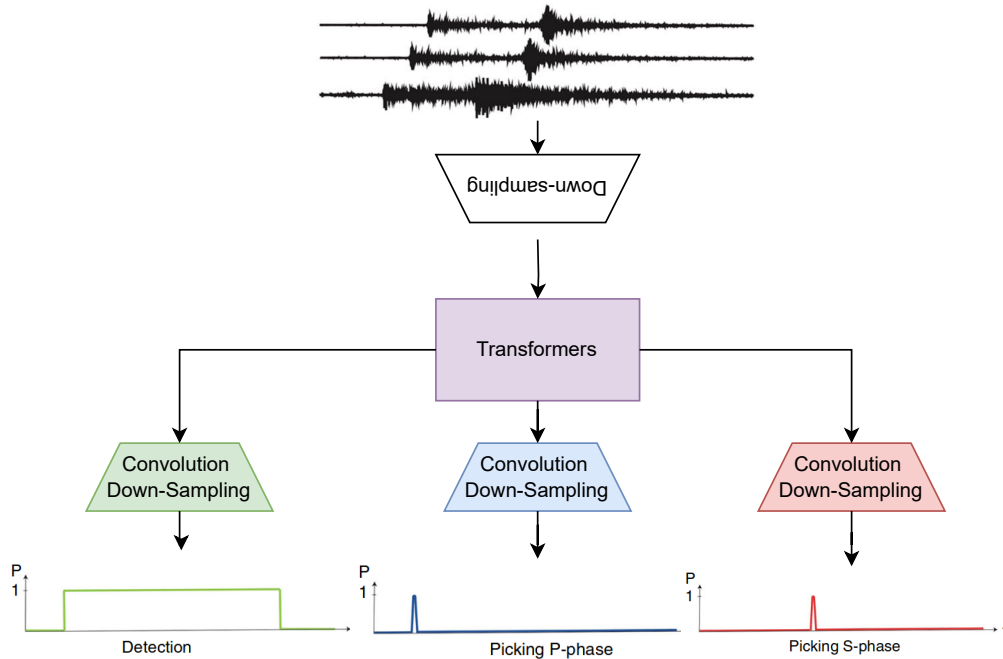 Down-sampling
Transformers
Convolution
Down-Sampling
Convolution
Down-Sampling
Convolution
Down-Sampling
P
1
Detection
P
1
Picking P-phase
P
1
Picking S-phase